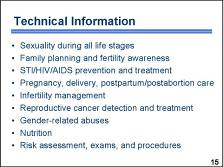 Technical Information
• Sexuality during all life stages
• Family planning and fertility awareness
• STI/HIV/AIDS prevention and treatment
• Pregnancy, delivery, postpartum/postabortion care
• Infertility management
• Reproductive cancer detection and treatment
• Gender-related abuses
• Nutrition
• Risk assessment, exams, and procedures
15